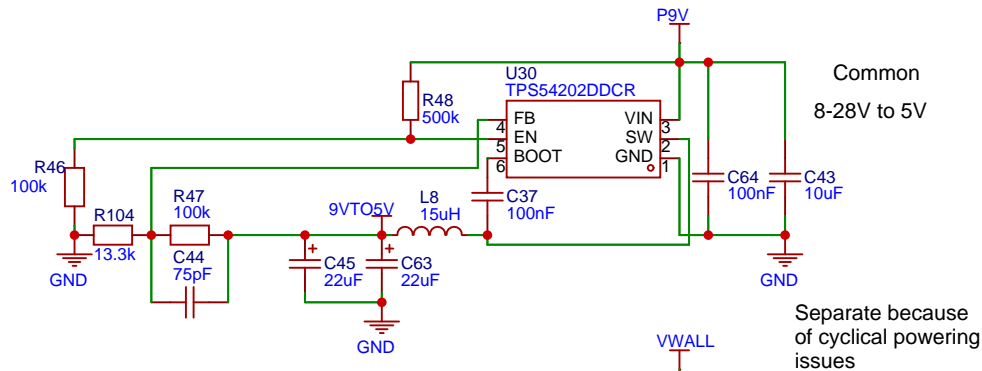 P9V
Common
8-28V to 5V
U30
TPS54202DDCR
R48
500k
FB
4
EN
5
BOOT
6
VIN
3
SW
2
GND
1
R46
100k
R47
100k
R104
13.3k
C44
75pF
GND
9VTO5V
L8
15uH
C37
100nF
C45
22uF
C63
22uF
GND
C64
100nF
C43
10uF
GND
Separate because
of cyclical powering
issues
VWALL